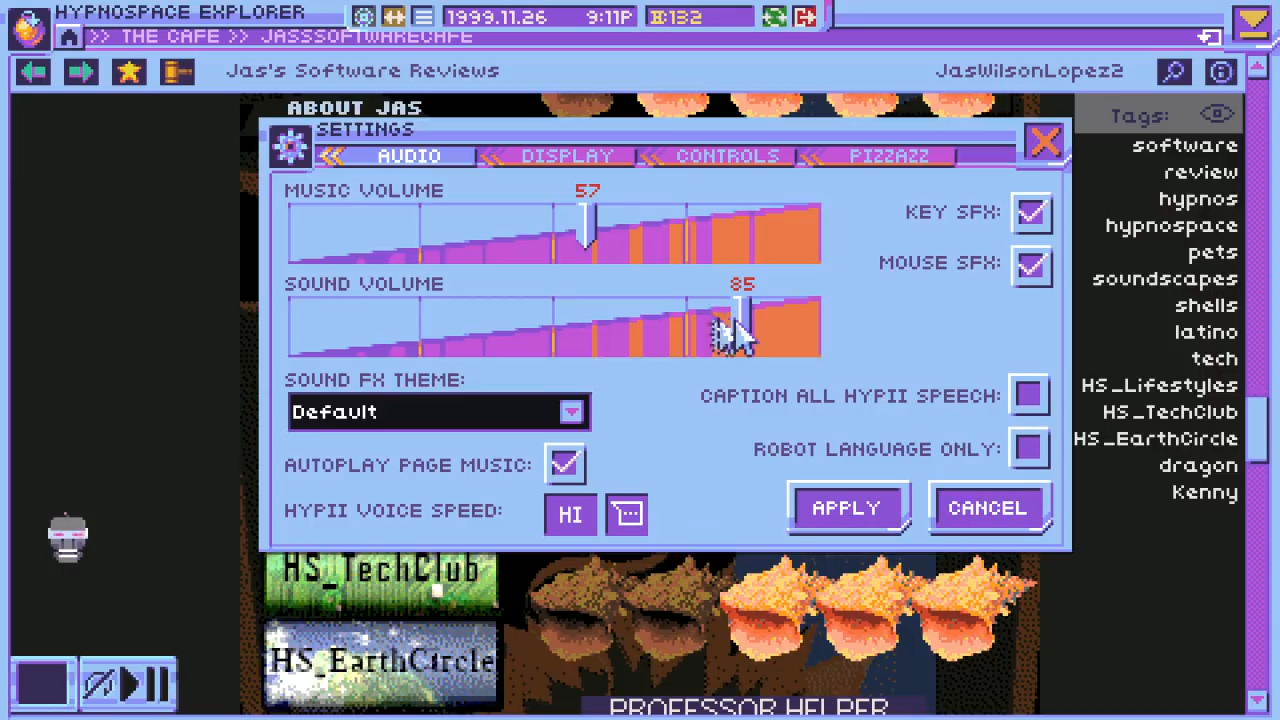 HYPNOSPACE EXPLORER
1999.11.26 9:11P
132
>> THE CAFE >> JASSSOFTWARECAFE
Jas's Software Reviews
JasWilsonLopez2
ABOUT JAS
Tags:
software
review
hypnos
hypnospace
pets
soundscapes
shells
latino
tech
HS_Lifestyles
HS_TechClub
HS_EarthCircle
dragon
Kenny
SETTINGS
AUDIO
DISPLAY
CONTROLS
PIZZAZZ
MUSIC VOLUME
57
KEY SFX:
MOUSE SFX:
SOUND VOLUME
85
SOUND FX THEME:
Default
CAPTION ALL HYPII SPEECH:
AUTOPLAY PAGE MUSIC:
ROBOT LANGUAGE ONLY:
HYPII VOICE SPEED:
HI
APPLY
CANCEL
HS_TechClub
HS_EarthCircle
PROFESSOR HELPER